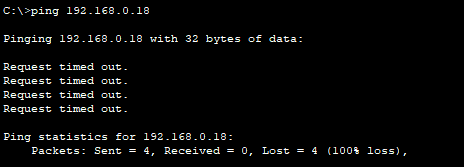 C:\>ping 192.168.0.18
Pinging 192.168.0.18 with 32 bytes of data:
Request timed out.
Request timed out.
Request timed out.
Request timed out.
Ping statistics for 192.168.0.18:
Packets: Sent = 4, Received = 0, Lost = 4 (100% loss),